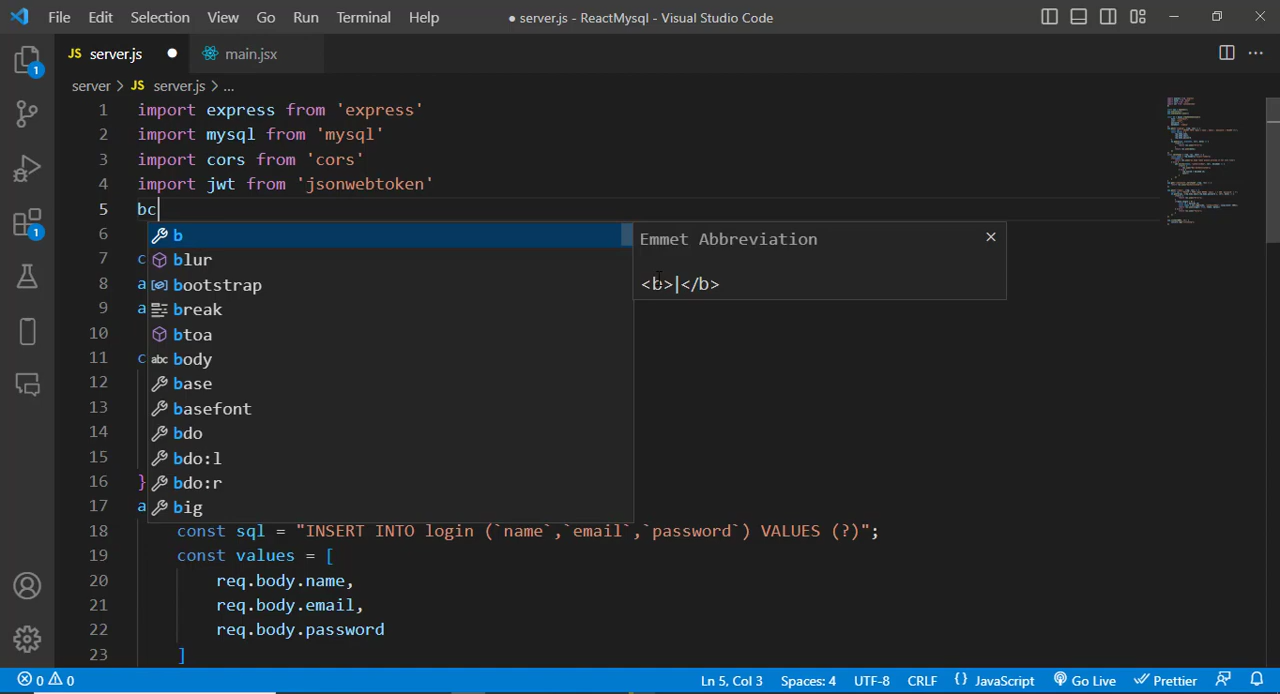 File Edit Selection View Go Run Terminal Help ● server.js - ReactMysql - Visual Studio Code
JS server.js ● main.jsx
server > JS server.js > ...
1 import express from 'express'
2 import mysql from 'mysql'
3 import cors from 'cors'
4 import jwt from 'jsonwebtoken'
5 bc
6 b
7 c blur
8 a bootstrap
9 a break
10 btoa
11 c body
12 base
13 basefont
14 bdo
15 bdo:l
16 } bdo:r
17 a big
Emmet Abbreviation
<b>|</b>
18 const sql = "INSERT INTO login (`name`,`email`,`password`) VALUES (?)";
19 const values = [
20 req.body.name,
21 req.body.email,
22 req.body.password
23 ]
0 0 Ln 5, Col 3 Spaces: 4 UTF-8 CRLF {} JavaScript Go Live Prettier